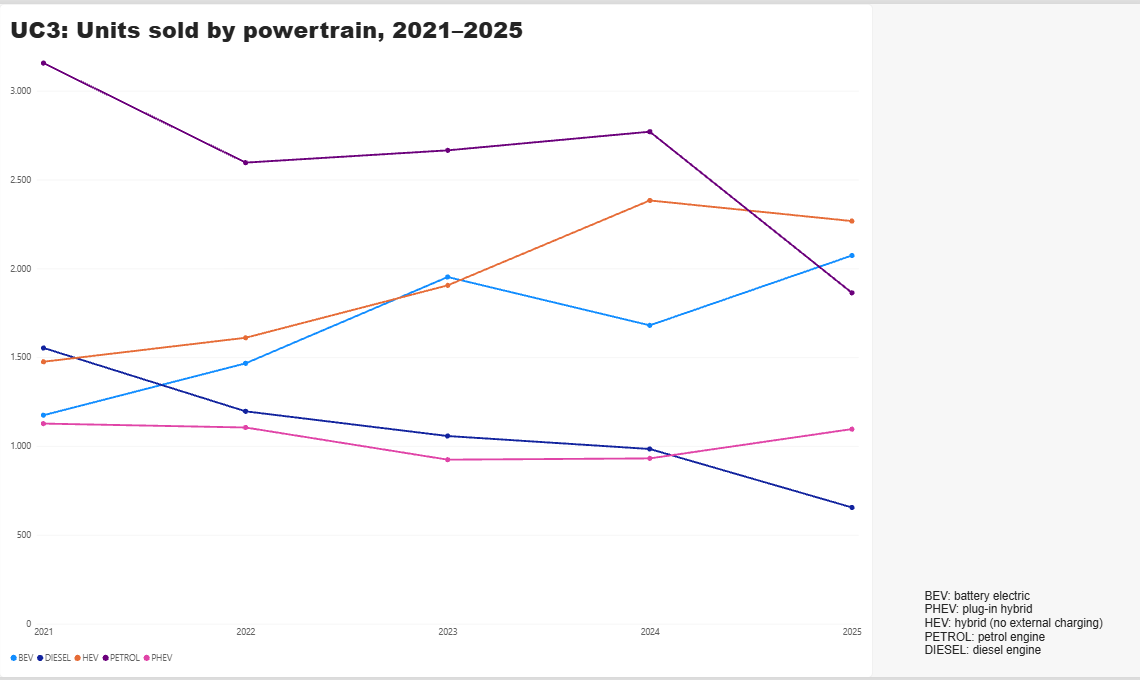 UC3: Units sold by powertrain, 2021–2025
3.000
2.500
2.000
1.500
1.000
500
0
2021 2022 2023 2024 2025
BEV DIESEL HEV PETROL PHEV
BEV: battery electric
PHEV: plug-in hybrid
HEV: hybrid (no external charging)
PETROL: petrol engine
DIESEL: diesel engine